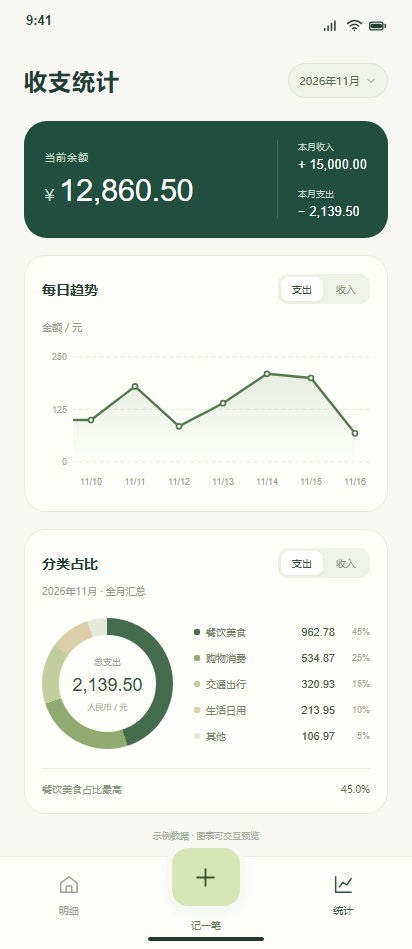 9:41
收支统计
2026年11月
当前余额
¥ 12,860.50
本月收入
+ 15,000.00
本月支出
− 2,139.50
每日趋势
支出 收入
金额 / 元
250
125
0
11/10 11/11 11/12 11/13 11/14 11/15 11/16
分类占比
支出 收入
2026年11月 · 全月汇总
总支出
2,139.50
人民币 / 元
餐饮美食 962.78 45%
购物消费 534.87 25%
交通出行 320.93 15%
生活日用 213.95 10%
其他 106.97 5%
餐饮美食占比最高 45.0%
示例数据 · 图表可交互预览
明细
记一笔
统计